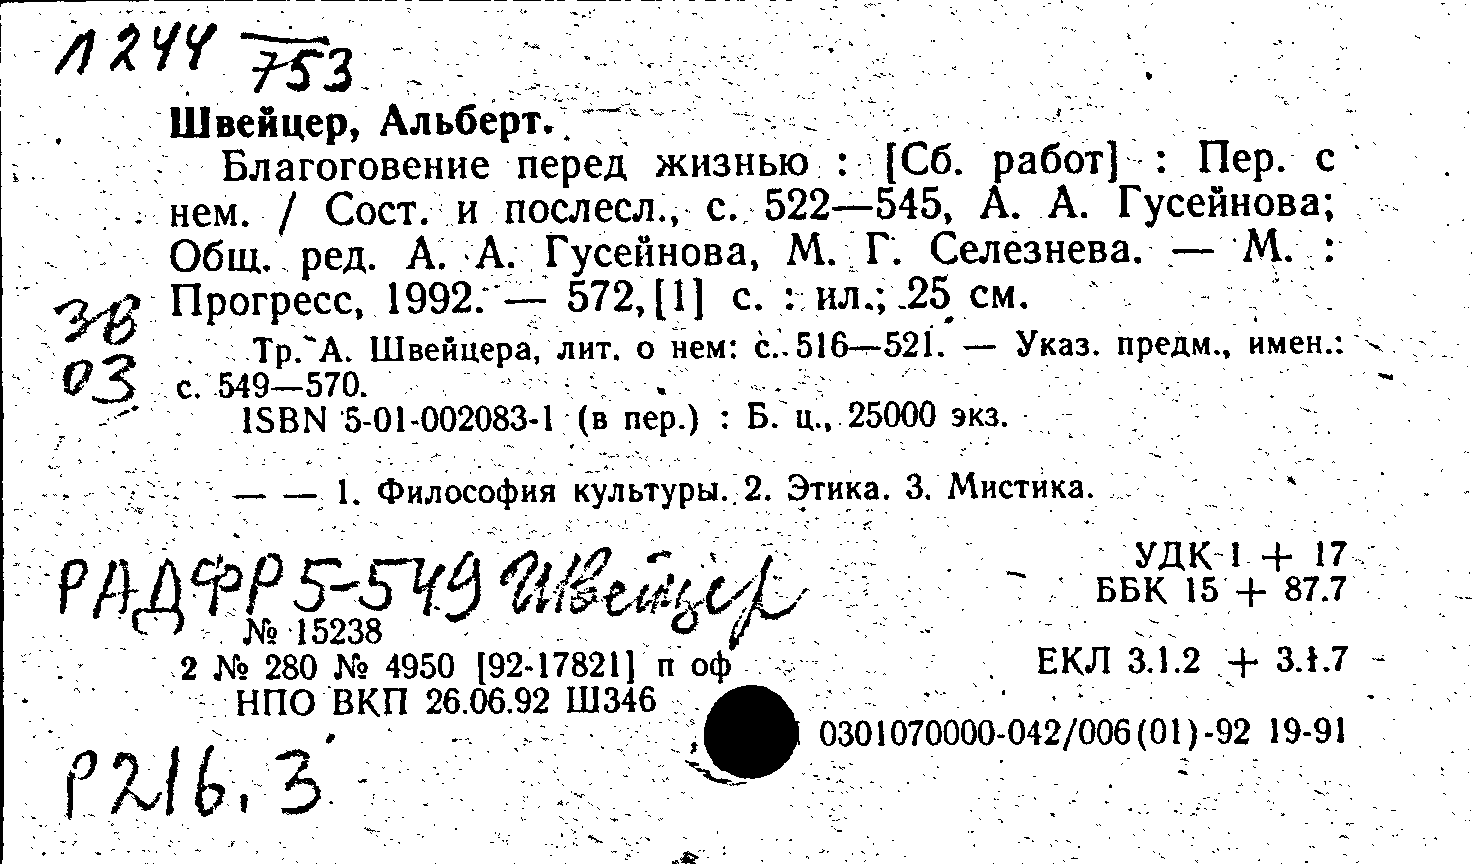 Л244 753
Швейцер, Альберт.
Благоговение перед жизнью : [Сб. работ] : Пер. с
нем. / Сост. и послесл., с. 522—545, А. А. Гусейнова;
Общ. ред. А. А. Гусейнова, М. Г. Селезнева. — М. :
Прогресс, 1992. — 572, [1] с. : ил.; 25 см.
3В
03
Тр. А. Швейцера, лит. о нем: с. 516—521. — Указ. предм., имен.:
с. 549—570.
ISBN 5-01-002083-1 (в пер.) : Б. ц., 25000 экз.
— — 1. Философия культуры. 2. Этика. 3. Мистика.
УДК 1 + 17
РАДФР5-549 Швейцер
ББК 15 + 87.7
№ 15238
2 № 280 № 4950 [92-17821] п оф
ЕКЛ 3.1.2 + 3.1.7
НПО ВКП 26.06.92 Ш346
0301070000-042/006(01)-92 19-91
Р216.3